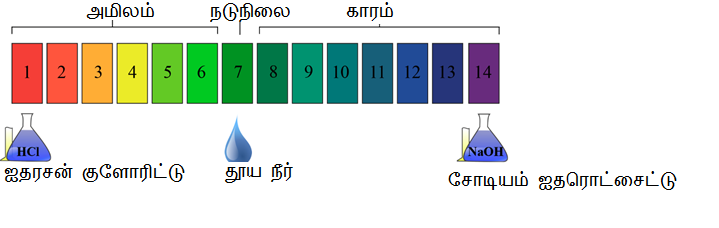 அமிலம் நடுநிலை காரம்
1 2 3 4 5 6 7 8 9 10 11 12 13 14
HCl NaOH
ஐதரசன் குளோரிட்டு தூய நீர் சோடியம் ஐதரொட்சைட்டு